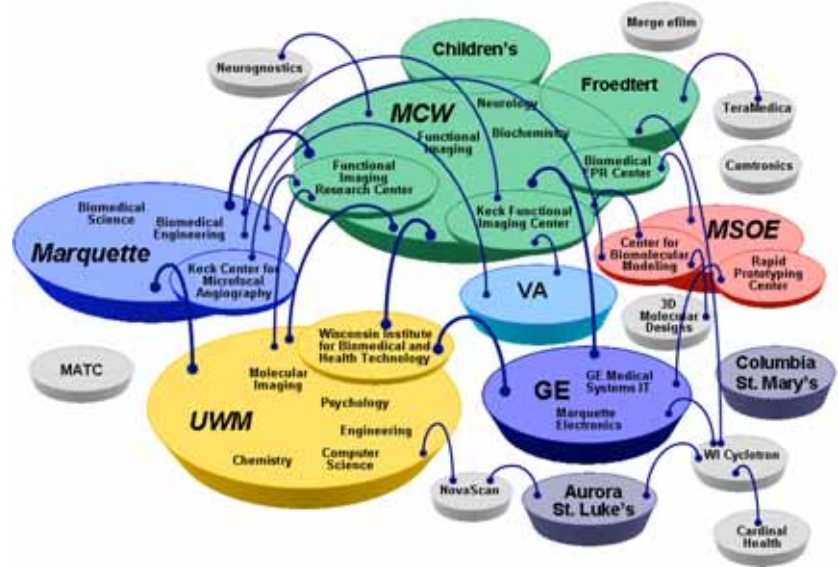 Merge efilm
Children's
Neurognostics
Froedtert
TeraMedica
MCW
Neurology
Functional
Imaging
Biochemistry
Camtronics
Functional
Imaging
Research Center
Biomedical
EPR Center
Biomedical
Science
Biomedical
Engineering
Marquette
Keck Functional
Imaging Center
MSOE
Center for
Biomolecular
Modeling
Rapid
Prototyping
Center
Keck Center for
Microfocal
Angiography
VA
3D
Molecular
Designs
Wisconsin Institute
for Biomedical and
Health Technology
MATC
Molecular
Imaging
GE
GE Medical
Systems IT
Columbia
St. Mary's
Psychology
UWM
Marquette
Electronics
Engineering
Chemistry
Computer
Science
WI Cyclotron
NovaScan
Aurora
St. Luke's
Cardinal
Health